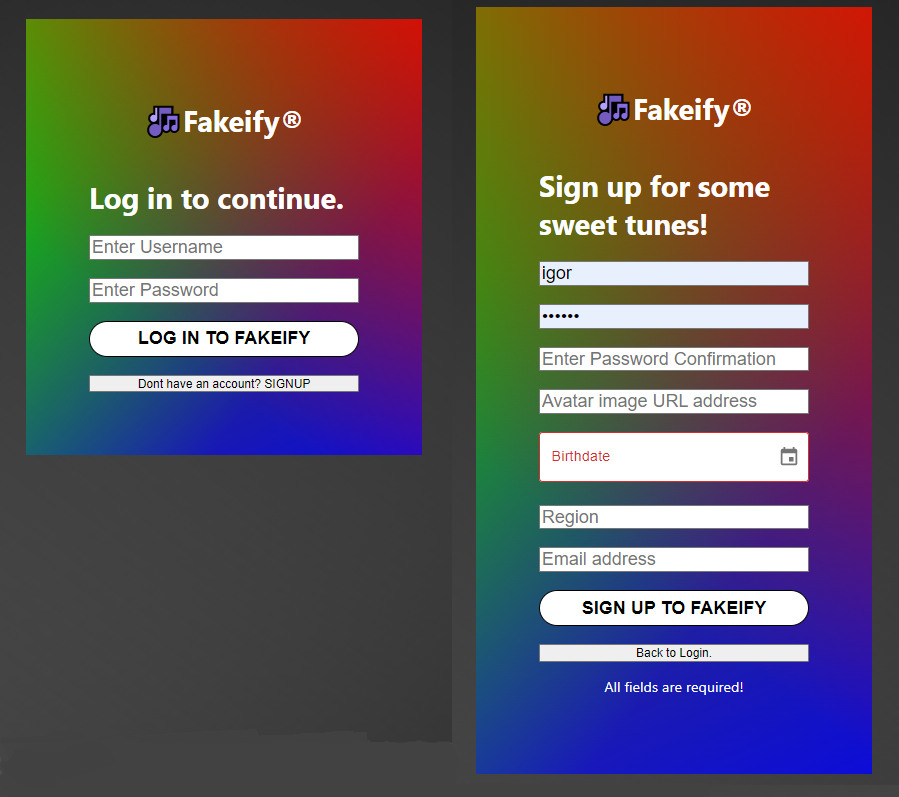 Fakeify®
Log in to continue.
Enter Username
Enter Password
LOG IN TO FAKEIFY
Dont have an account? SIGNUP
Fakeify®
Sign up for some
sweet tunes!
igor
••••••
Enter Password Confirmation
Avatar image URL address
Birthdate
Region
Email address
SIGN UP TO FAKEIFY
Back to Login.
All fields are required!